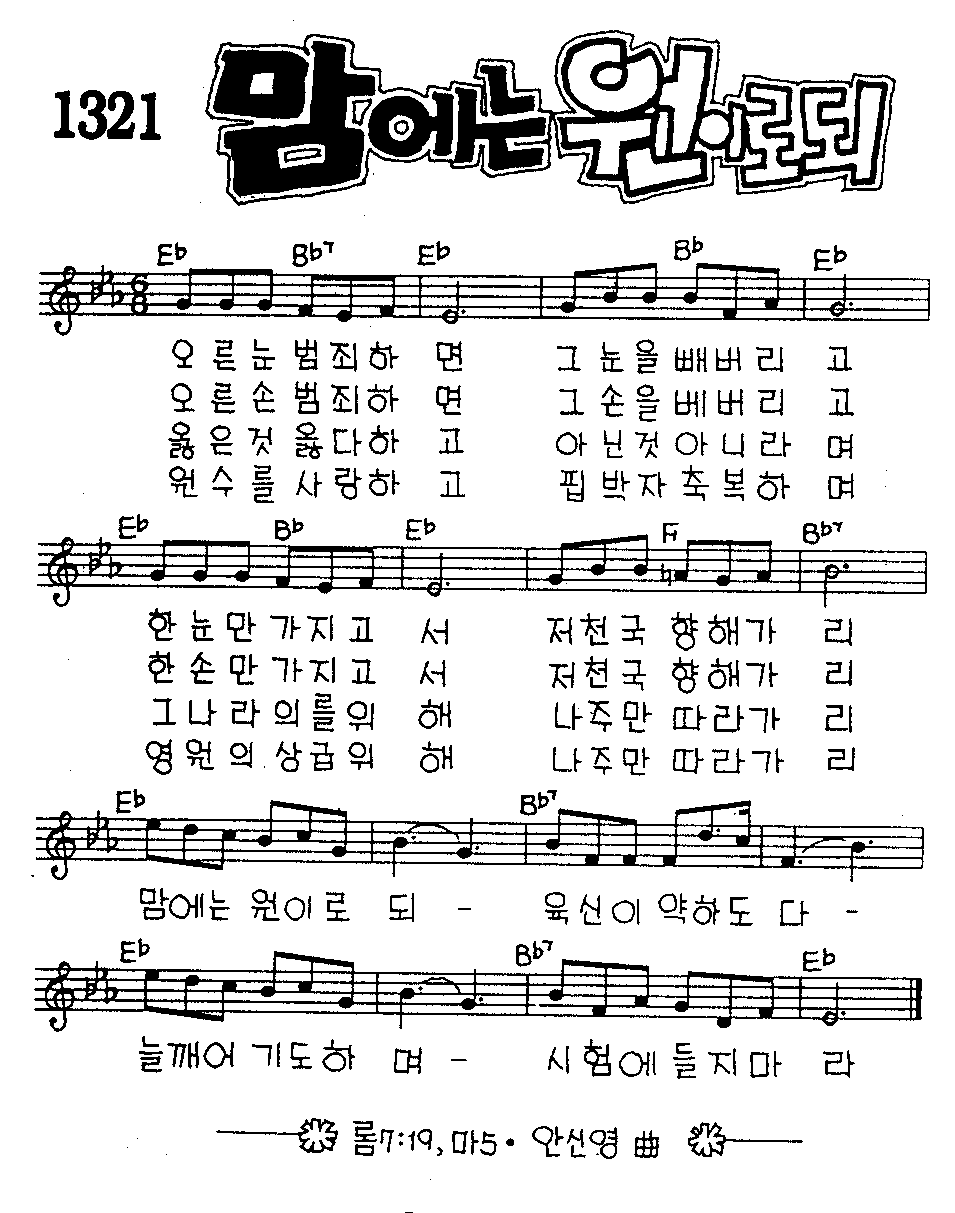 1321 맘에는 원이로되
Eb Bb7 Eb Bb Eb
오른눈 범죄하면 그눈을 빼버리고
오른손 범죄하면 그손을 베버리고
옳은것 옳다하고 아닌것 아니라며
원수를 사랑하고 핍박자 축복하며
Eb Bb Eb F Bb7
한눈만 가지고서 저천국 향해가리
한손만 가지고서 저천국 향해가리
그나라 의를위해 나주만 따라가리
영원의 상급위해 나주만 따라가리
Eb Bb7
맘에는 원이로되 - 육신이 약하도다 -
Eb Bb7 Eb
늘깨어 기도하며 - 시험에 들지마라
롬7:19, 마5· 안신영 曲